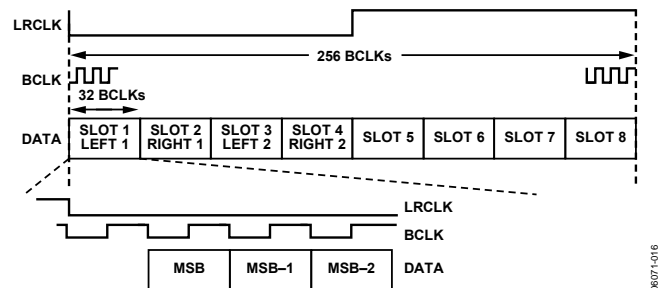 LRCLK
256 BCLKs
BCLK
32 BCLKs
DATA
SLOT 1
LEFT 1
SLOT 2
RIGHT 1
SLOT 3
LEFT 2
SLOT 4
RIGHT 2
SLOT 5
SLOT 6
SLOT 7
SLOT 8
LRCLK
BCLK
MSB
MSB–1
MSB–2
DATA
06071-016